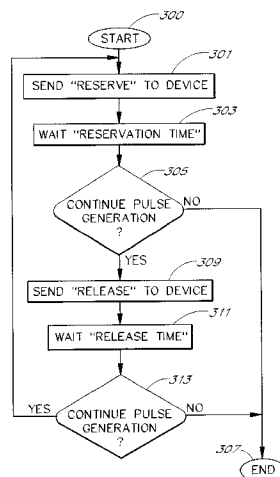 300
START
301
SEND "RESERVE" TO DEVICE
303
WAIT "RESERVATION TIME"
305
CONTINUE PULSE
GENERATION
?
NO
YES
309
SEND "RELEASE" TO DEVICE
311
WAIT "RELEASE TIME"
313
YES
CONTINUE PULSE
GENERATION
?
NO
307
END